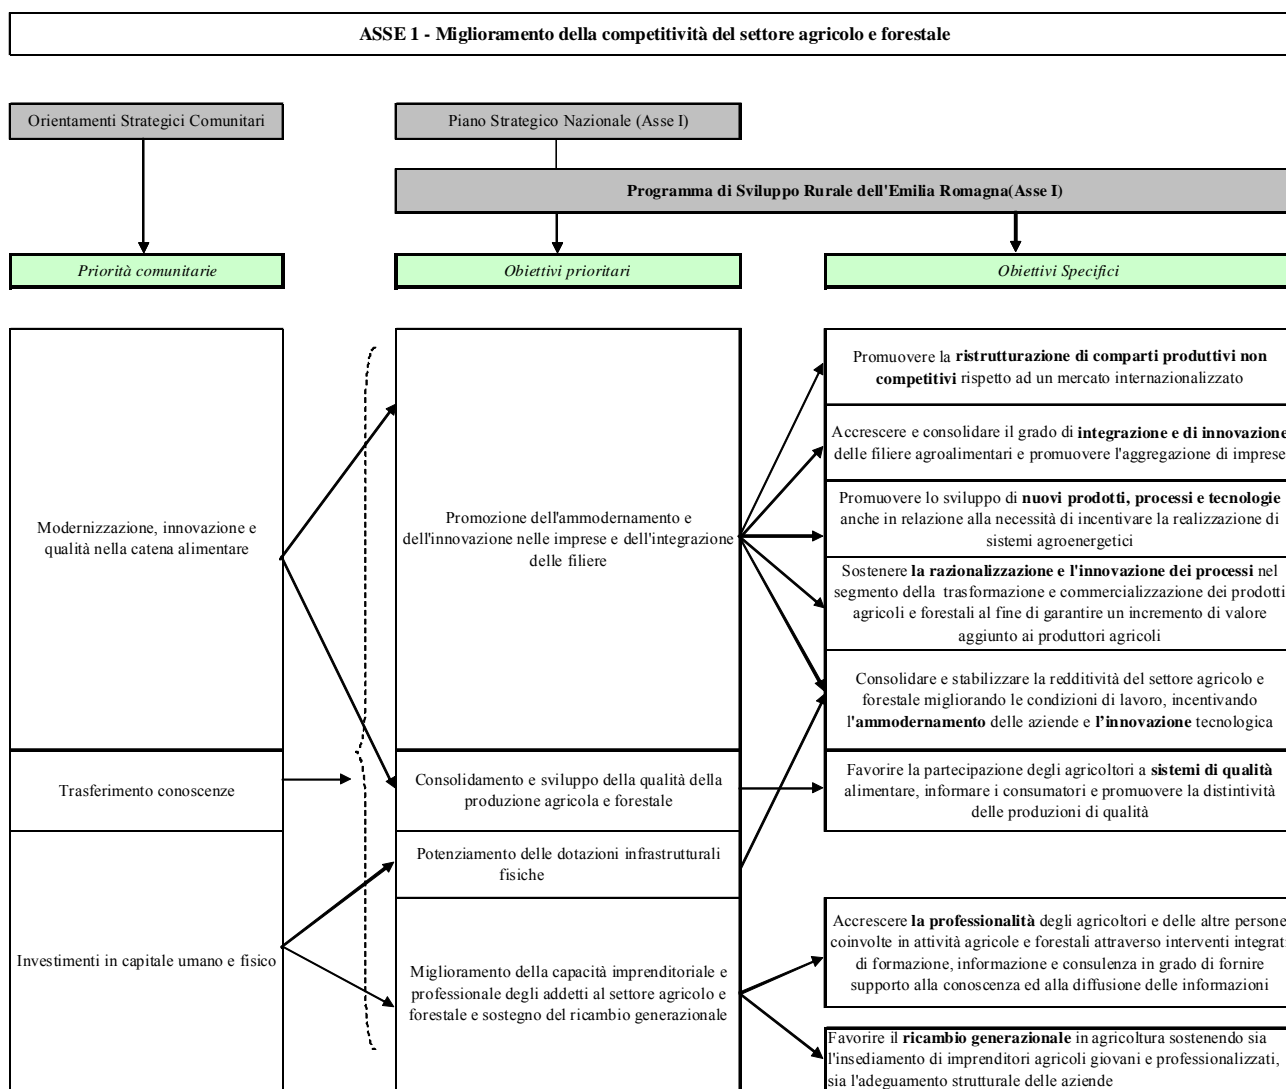 ASSE 1 - Miglioramento della competitività del settore agricolo e forestale
Orientamenti Strategici Comunitari
Piano Strategico Nazionale (Asse I)
Programma di Sviluppo Rurale dell'Emilia Romagna(Asse I)
Priorità comunitarie
Obiettivi prioritari
Obiettivi Specifici
Modernizzazione, innovazione e
qualità nella catena alimentare
Trasferimento conoscenze
Investimenti in capitale umano e fisico
Promozione dell'ammodernamento e
dell'innovazione nelle imprese e dell'integrazione
delle filiere
Consolidamento e sviluppo della qualità della
produzione agricola e forestale
Potenziamento delle dotazioni infrastrutturali
fisiche
Miglioramento della capacità imprenditoriale e
professionale degli addetti al settore agricolo e
forestale e sostegno del ricambio generazionale
Promuovere la ristrutturazione di comparti produttivi non
competitivi rispetto ad un mercato internazionalizzato
Accrescere e consolidare il grado di integrazione e di innovazione
delle filiere agroalimentari e promuovere l'aggregazione di imprese
Promuovere lo sviluppo di nuovi prodotti, processi e tecnologie
anche in relazione alla necessità di incentivare la realizzazione di
sistemi agroenergetici
Sostenere la razionalizzazione e l'innovazione dei processi nel
segmento della trasformazione e commercializzazione dei prodotti
agricoli e forestali al fine di garantire un incremento di valore
aggiunto ai produttori agricoli
Consolidare e stabilizzare la redditività del settore agricolo e
forestale migliorando le condizioni di lavoro, incentivando
l'ammodernamento delle aziende e l’innovazione tecnologica
Favorire la partecipazione degli agricoltori a sistemi di qualità
alimentare, informare i consumatori e promuovere la distintività
delle produzioni di qualità
Accrescere la professionalità degli agricoltori e delle altre persone
coinvolte in attività agricole e forestali attraverso interventi integrati
di formazione, informazione e consulenza in grado di fornire
supporto alla conoscenza ed alla diffusione delle informazioni
Favorire il ricambio generazionale in agricoltura sostenendo sia
l'insediamento di imprenditori agricoli giovani e professionalizzati,
sia l'adeguamento strutturale delle aziende